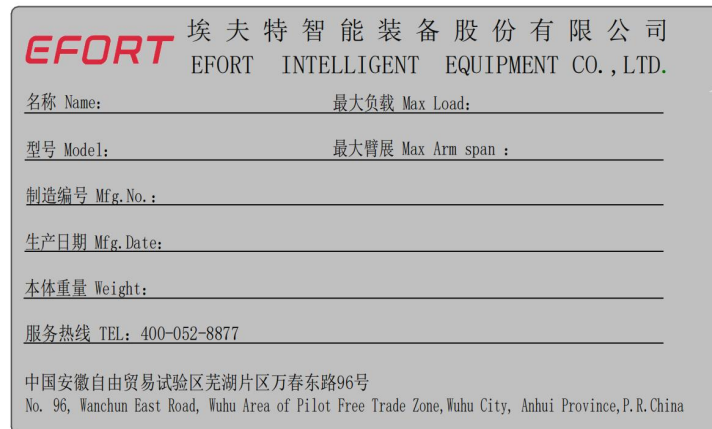 EFORT 埃夫特智能装备股份有限公司
EFORT INTELLIGENT EQUIPMENT CO.,LTD.
名称 Name: 最大负载 Max Load:
型号 Model: 最大臂展 Max Arm span :
制造编号 Mfg.No.:
生产日期 Mfg.Date:
本体重量 Weight:
服务热线 TEL: 400-052-8877
中国安徽自由贸易试验区芜湖片区万春东路96号
No. 96, Wanchun East Road, Wuhu Area of Pilot Free Trade Zone,Wuhu City, Anhui Province,P.R.China